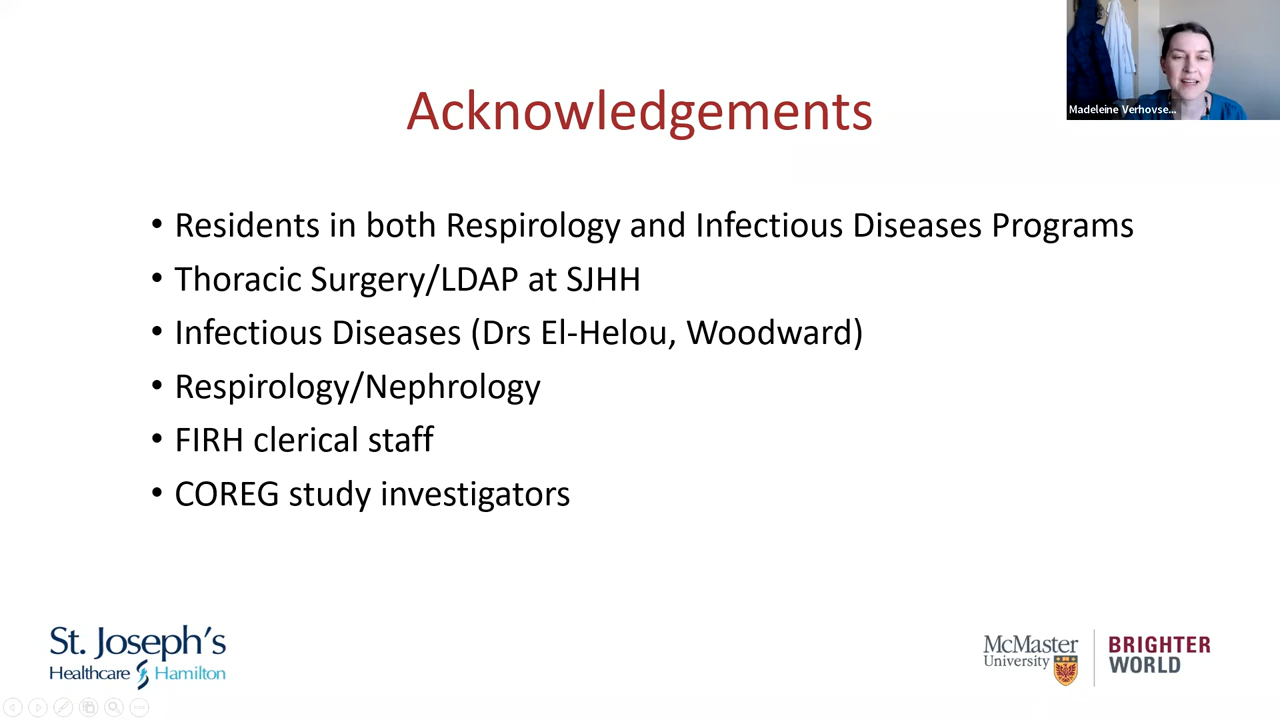 Madeleine Verhovse...
Acknowledgements
• Residents in both Respirology and Infectious Diseases Programs
• Thoracic Surgery/LDAP at SJHH
• Infectious Diseases (Drs El-Helou, Woodward)
• Respirology/Nephrology
• FIRH clerical staff
• COREG study investigators
St. Joseph's
Healthcare Hamilton
McMaster
University
BRIGHTER
WORLD